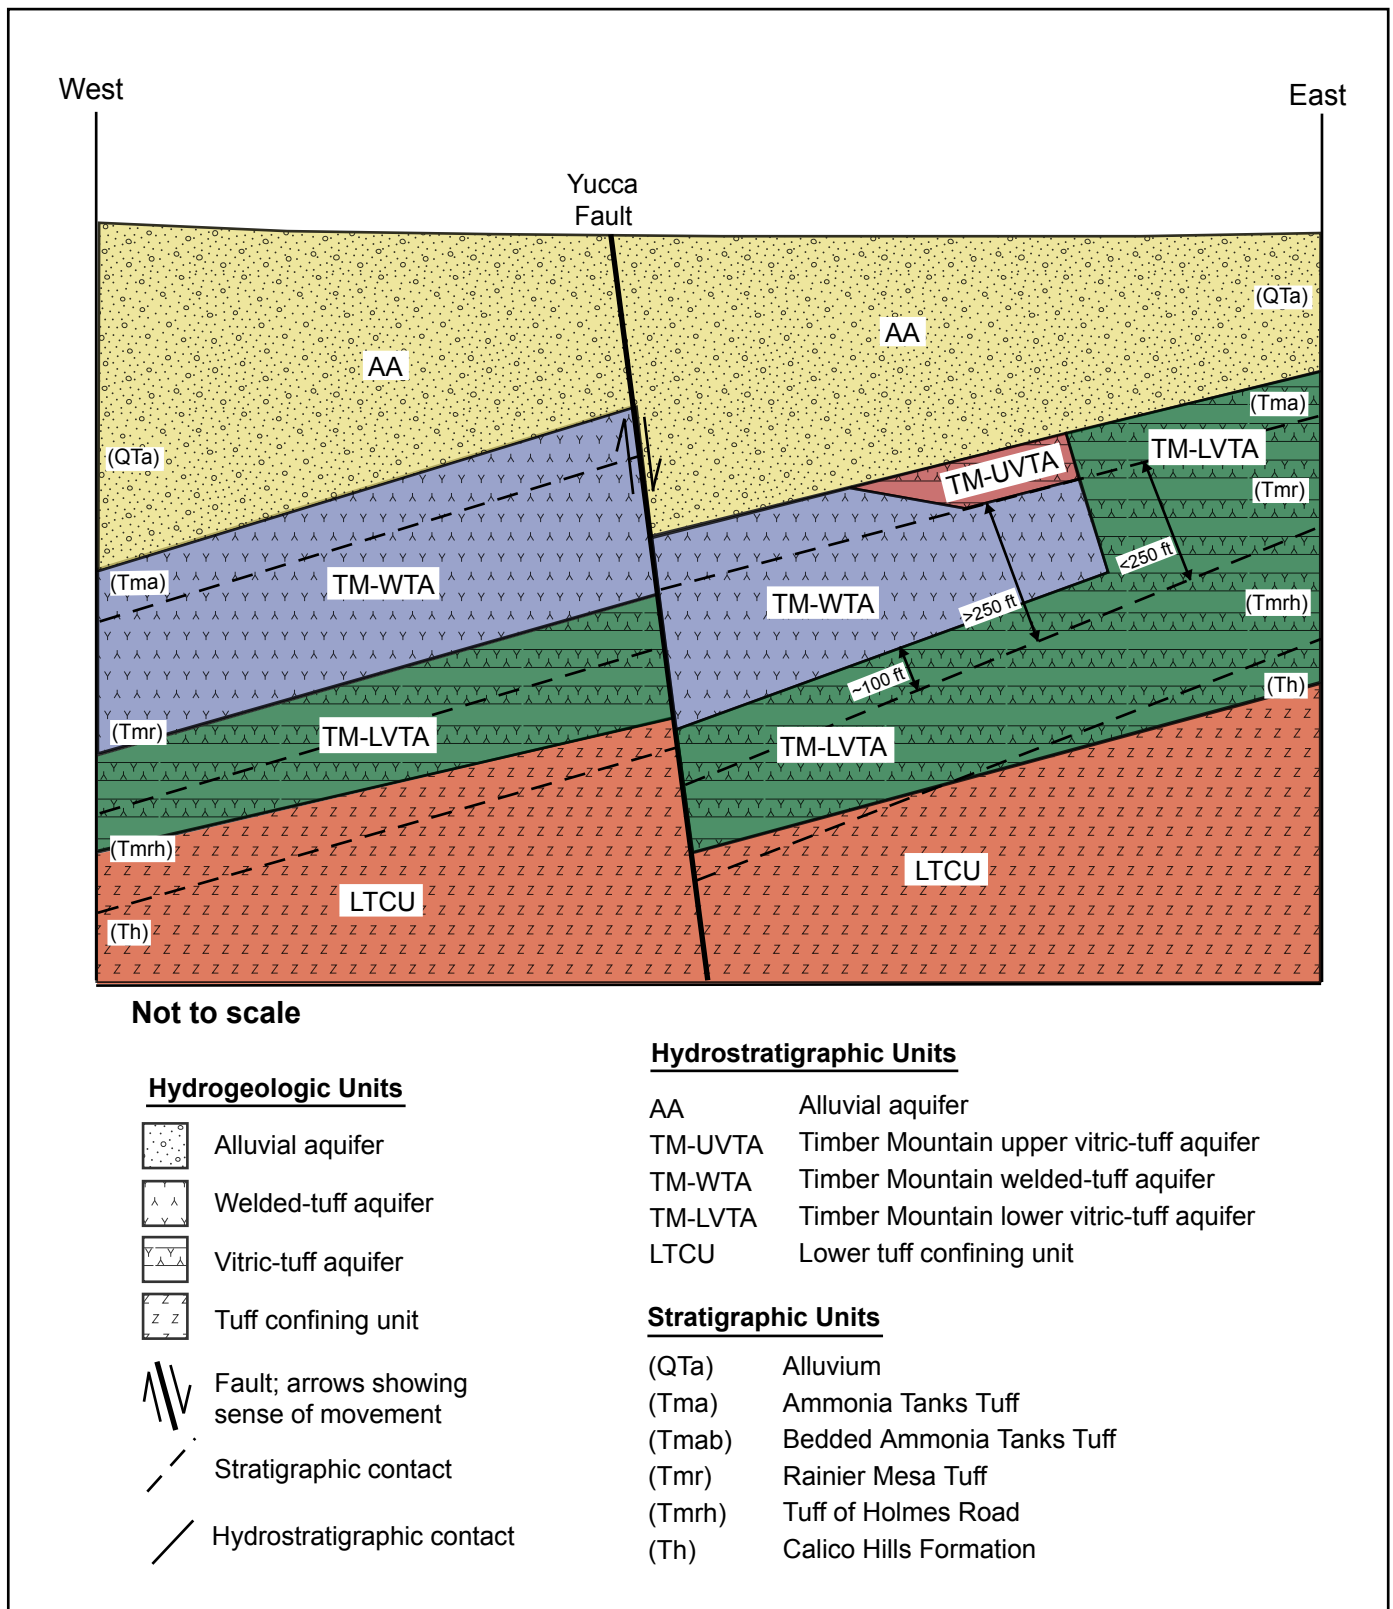 West
East
Yucca
Fault
(QTa)
AA
AA
(Tma)
(QTa)
TM-LVTA
TM-UVTA
(Tmr)
<250 ft
(Tma)
TM-WTA
TM-WTA
>250 ft
(Tmrh)
~100 ft
(Th)
(Tmr)
TM-LVTA
TM-LVTA
(Tmrh)
LTCU
LTCU
(Th)
Not to scale
Hydrogeologic Units
Alluvial aquifer
Welded-tuff aquifer
Vitric-tuff aquifer
Tuff confining unit
Fault; arrows showing
sense of movement
Stratigraphic contact
Hydrostratigraphic contact
Hydrostratigraphic Units
AA Alluvial aquifer
TM-UVTA Timber Mountain upper vitric-tuff aquifer
TM-WTA Timber Mountain welded-tuff aquifer
TM-LVTA Timber Mountain lower vitric-tuff aquifer
LTCU Lower tuff confining unit
Stratigraphic Units
(QTa) Alluvium
(Tma) Ammonia Tanks Tuff
(Tmab) Bedded Ammonia Tanks Tuff
(Tmr) Rainier Mesa Tuff
(Tmrh) Tuff of Holmes Road
(Th) Calico Hills Formation